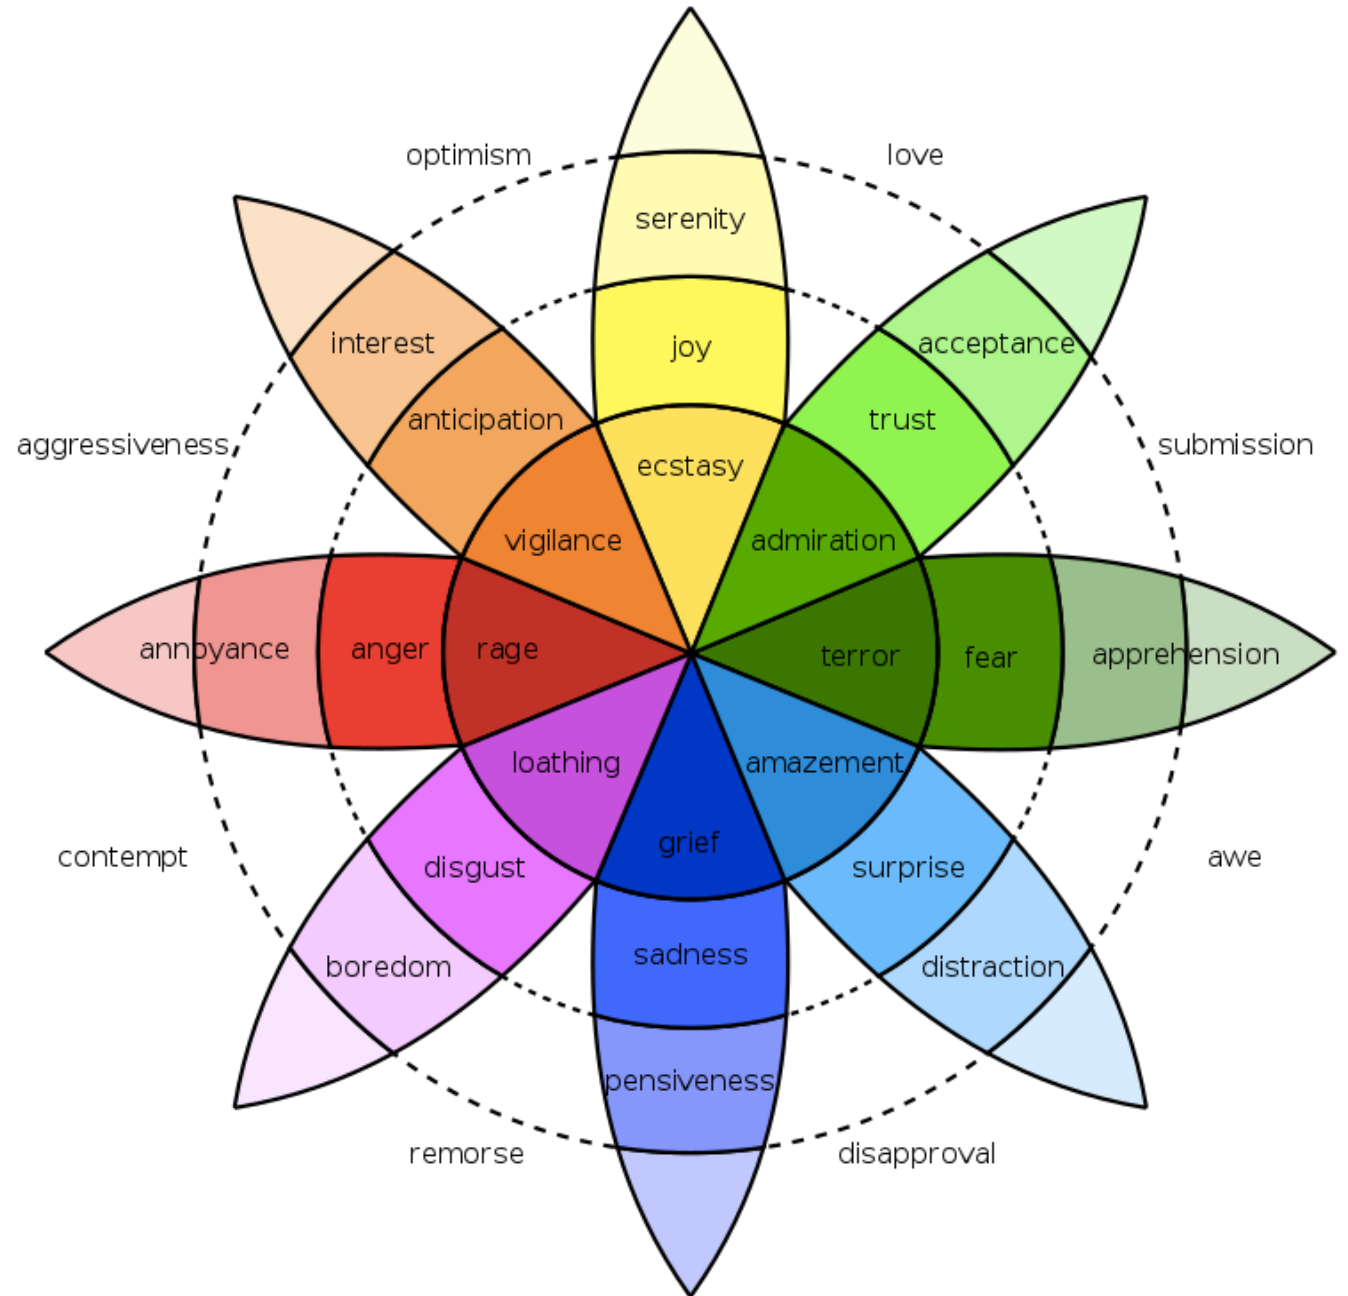 optimism
love
serenity
interest
joy
acceptance
anticipation
trust
aggressiveness
submission
ecstasy
vigilance
admiration
annoyance
anger
rage
terror
fear
apprehension
loathing
amazement
grief
contempt
awe
disgust
surprise
sadness
boredom
distraction
pensiveness
remorse
disapproval